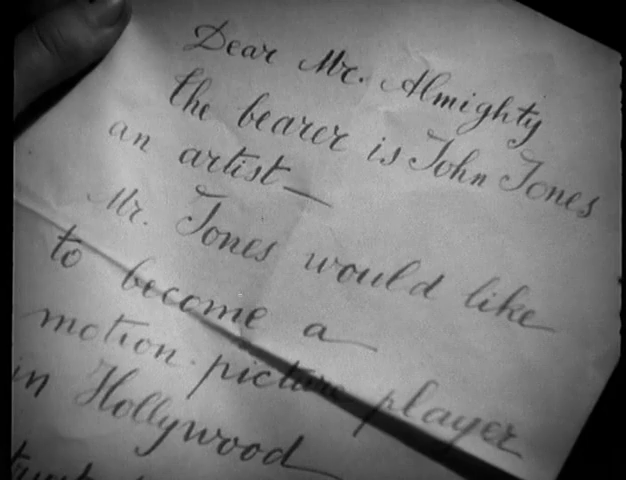 Dear Mr. Almighty
the bearer is John Jones
an artist—
Mr. Jones would like
to become a
motion picture player
in Hollywood